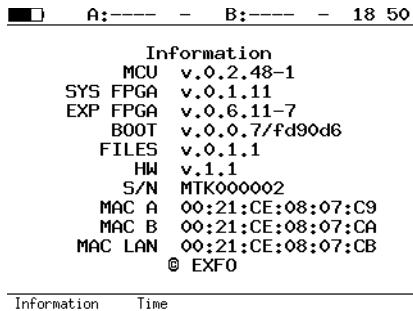 A:---- - B:---- - 18 50
Information
MCU v.0.2.48-1
SYS FPGA v.0.1.11
EXP FPGA v.0.6.11-7
BOOT v.0.0.7/fd90d6
FILES v.0.1.1
HW v.1.1
S/N MTK000002
MAC A 00:21:CE:08:07:C9
MAC B 00:21:CE:08:07:CA
MAC LAN 00:21:CE:08:07:CB
© EXFO
Information Time